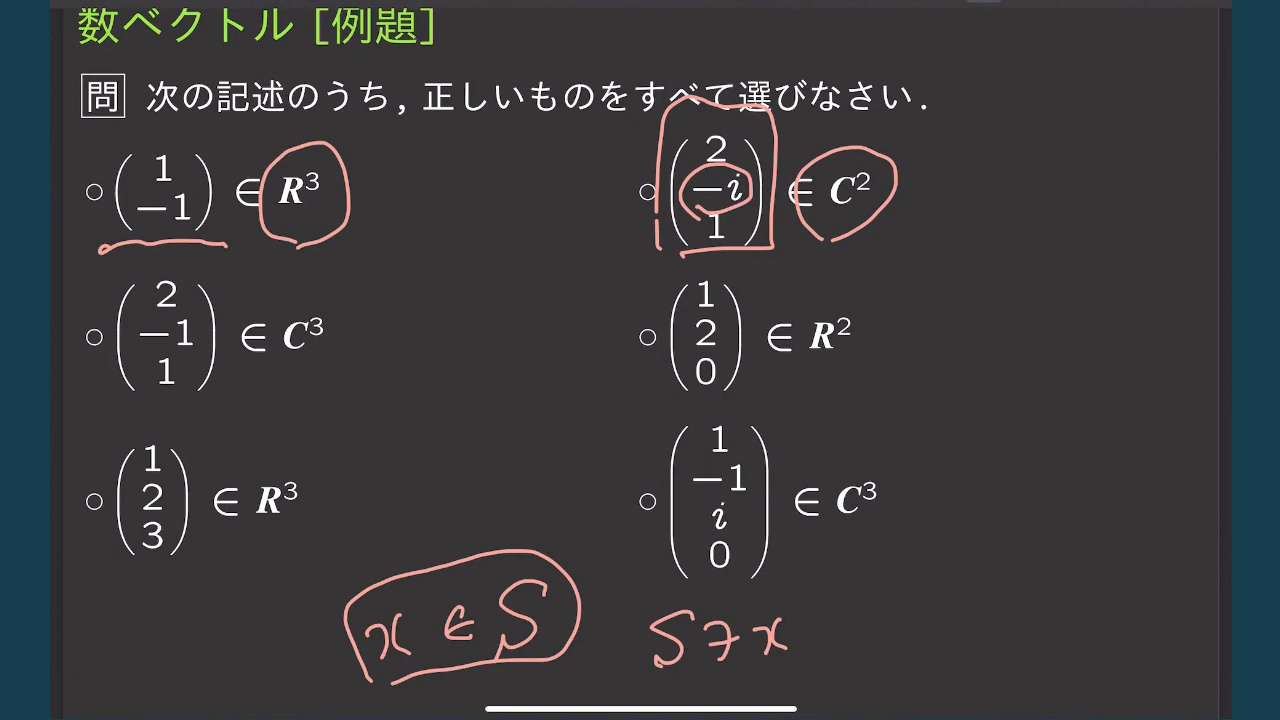 数ベクトル [例題]
問 次の記述のうち, 正しいものをすべて選びなさい.
○ (1 −1) ∈ R³
○ (2 −i 1) ∈ C²
○ (2 −1 1) ∈ C³
○ (1 2 0) ∈ R²
○ (1 2 3) ∈ R³
○ (1 −1 i 0) ∈ C³
x ∈ S
S ∋ x